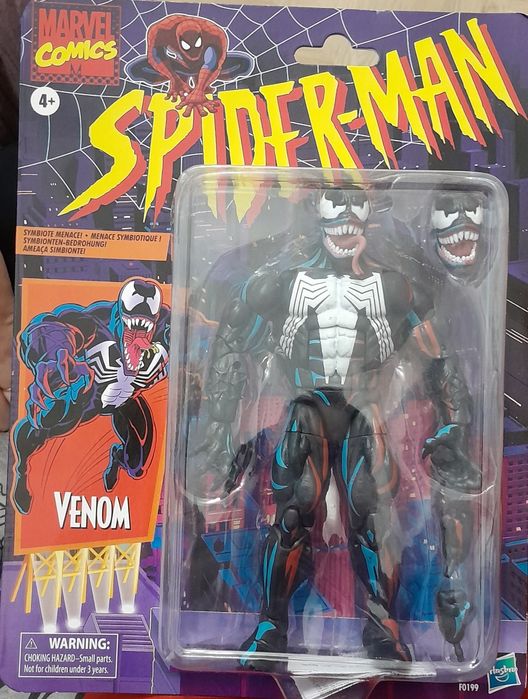 MARVEL
COMICS
M
4+
SPIDER-MAN
SYMBIOTE MENACE! • MENACE SYMBIOTIQUE !
SYMBIONTEN-BEDROHUNG!
AMEAÇA SIMBIONTE!
VENOM
WARNING:
CHOKING HAZARD–Small parts.
Not for children under 3 years.
F0199
Hasbro